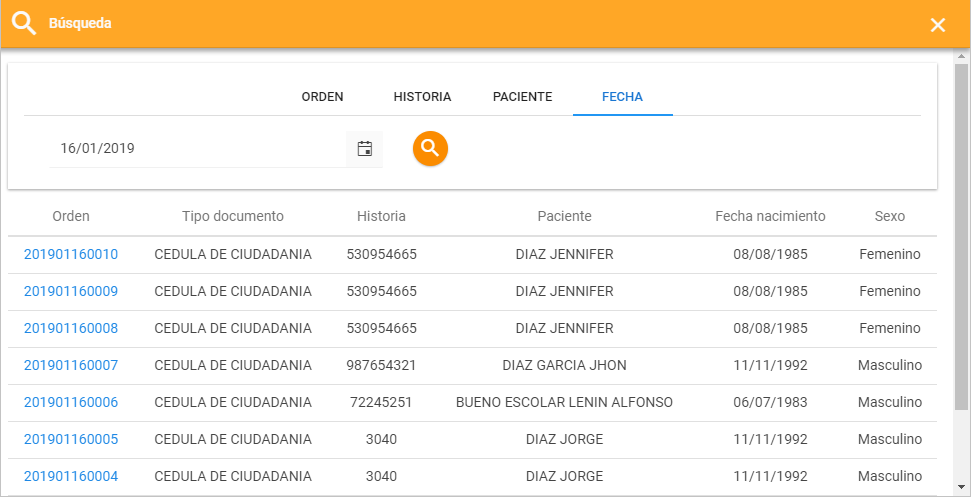 Búsqueda
ORDEN HISTORIA PACIENTE FECHA
16/01/2019
Orden Tipo documento Historia Paciente Fecha nacimiento Sexo
201901160010 CEDULA DE CIUDADANIA 530954665 DIAZ JENNIFER 08/08/1985 Femenino
201901160009 CEDULA DE CIUDADANIA 530954665 DIAZ JENNIFER 08/08/1985 Femenino
201901160008 CEDULA DE CIUDADANIA 530954665 DIAZ JENNIFER 08/08/1985 Femenino
201901160007 CEDULA DE CIUDADANIA 987654321 DIAZ GARCIA JHON 11/11/1992 Masculino
201901160006 CEDULA DE CIUDADANIA 72245251 BUENO ESCOLAR LENIN ALFONSO 06/07/1983 Masculino
201901160005 CEDULA DE CIUDADANIA 3040 DIAZ JORGE 11/11/1992 Masculino
201901160004 CEDULA DE CIUDADANIA 3040 DIAZ JORGE 11/11/1992 Masculino